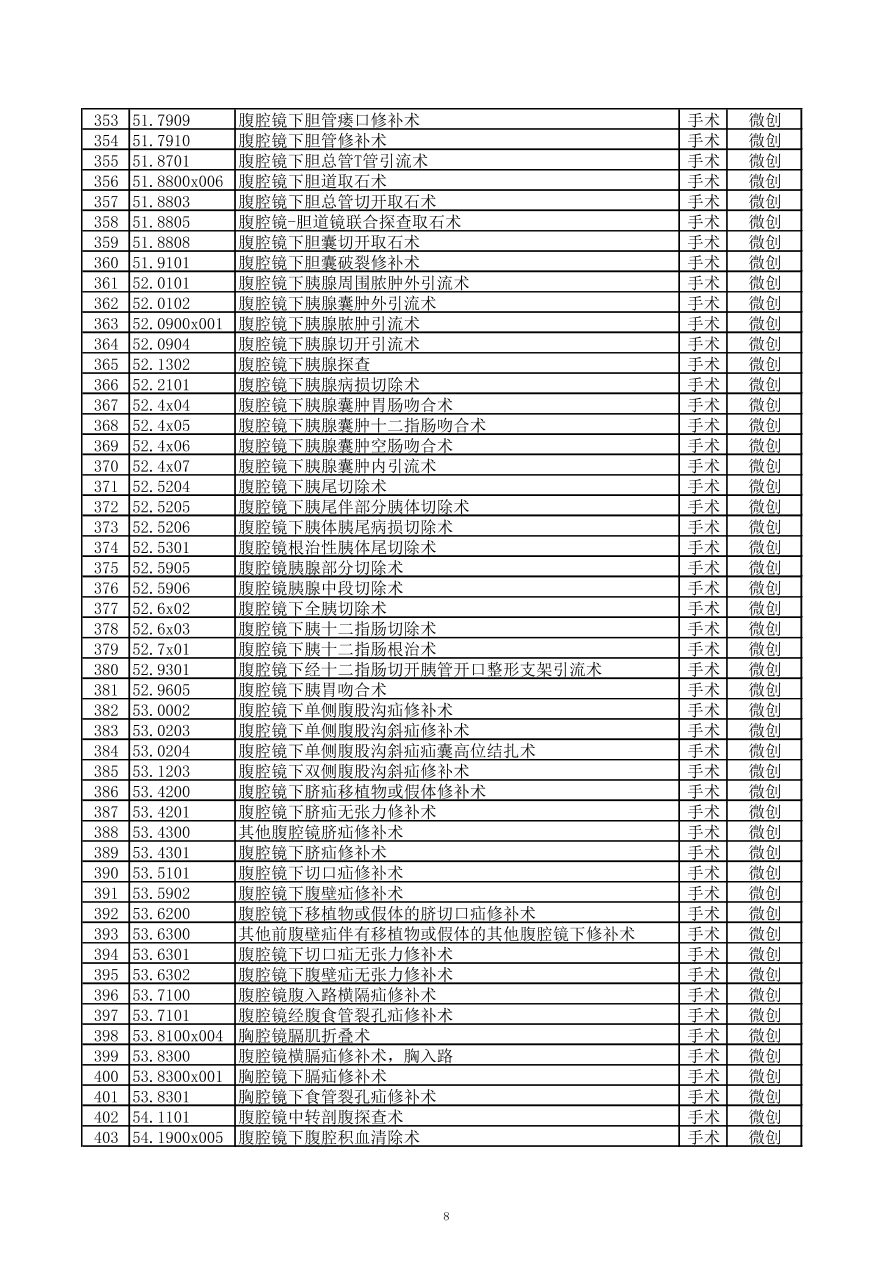 353 51.7909 腹腔镜下胆管瘘口修补术 手术 微创
354 51.7910 腹腔镜下胆管修补术 手术 微创
355 51.8701 腹腔镜下胆总管T管引流术 手术 微创
356 51.8800x006 腹腔镜下胆道取石术 手术 微创
357 51.8803 腹腔镜下胆总管切开取石术 手术 微创
358 51.8805 腹腔镜-胆道镜联合探查取石术 手术 微创
359 51.8808 腹腔镜下胆囊切开取石术 手术 微创
360 51.9101 腹腔镜下胆囊破裂修补术 手术 微创
361 52.0101 腹腔镜下胰腺周围脓肿外引流术 手术 微创
362 52.0102 腹腔镜下胰腺囊肿外引流术 手术 微创
363 52.0900x001 腹腔镜下胰腺脓肿引流术 手术 微创
364 52.0904 腹腔镜下胰腺切开引流术 手术 微创
365 52.1302 腹腔镜下胰腺探查 手术 微创
366 52.2101 腹腔镜下胰腺病损切除术 手术 微创
367 52.4x04 腹腔镜下胰腺囊肿胃肠吻合术 手术 微创
368 52.4x05 腹腔镜下胰腺囊肿十二指肠吻合术 手术 微创
369 52.4x06 腹腔镜下胰腺囊肿空肠吻合术 手术 微创
370 52.4x07 腹腔镜下胰腺囊肿内引流术 手术 微创
371 52.5204 腹腔镜下胰尾切除术 手术 微创
372 52.5205 腹腔镜下胰尾伴部分胰体切除术 手术 微创
373 52.5206 腹腔镜下胰体胰尾病损切除术 手术 微创
374 52.5301 腹腔镜根治性胰体尾切除术 手术 微创
375 52.5905 腹腔镜胰腺部分切除术 手术 微创
376 52.5906 腹腔镜胰腺中段切除术 手术 微创
377 52.6x02 腹腔镜下全胰切除术 手术 微创
378 52.6x03 腹腔镜下胰十二指肠切除术 手术 微创
379 52.7x01 腹腔镜下胰十二指肠根治术 手术 微创
380 52.9301 腹腔镜下经十二指肠切开胰管开口整形支架引流术 手术 微创
381 52.9605 腹腔镜下胰胃吻合术 手术 微创
382 53.0002 腹腔镜下单侧腹股沟疝修补术 手术 微创
383 53.0203 腹腔镜下单侧腹股沟斜疝修补术 手术 微创
384 53.0204 腹腔镜下单侧腹股沟斜疝疝囊高位结扎术 手术 微创
385 53.1203 腹腔镜下双侧腹股沟斜疝修补术 手术 微创
386 53.4200 腹腔镜下脐疝移植物或假体修补术 手术 微创
387 53.4201 腹腔镜下脐疝无张力修补术 手术 微创
388 53.4300 其他腹腔镜脐疝修补术 手术 微创
389 53.4301 腹腔镜下脐疝修补术 手术 微创
390 53.5101 腹腔镜下切口疝修补术 手术 微创
391 53.5902 腹腔镜下腹壁疝修补术 手术 微创
392 53.6200 腹腔镜下移植物或假体的脐切口疝修补术 手术 微创
393 53.6300 其他前腹壁疝伴有移植物或假体的其他腹腔镜下修补术 手术 微创
394 53.6301 腹腔镜下切口疝无张力修补术 手术 微创
395 53.6302 腹腔镜下腹壁疝无张力修补术 手术 微创
396 53.7100 腹腔镜腹入路横隔疝修补术 手术 微创
397 53.7101 腹腔镜经腹食管裂孔疝修补术 手术 微创
398 53.8100x004 胸腔镜膈肌折叠术 手术 微创
399 53.8300 腹腔镜横膈疝修补术，胸入路 手术 微创
400 53.8300x001 胸腔镜下膈疝修补术 手术 微创
401 53.8301 胸腔镜下食管裂孔疝修补术 手术 微创
402 54.1101 腹腔镜中转剖腹探查术 手术 微创
403 54.1900x005 腹腔镜下腹腔积血清除术 手术 微创
8